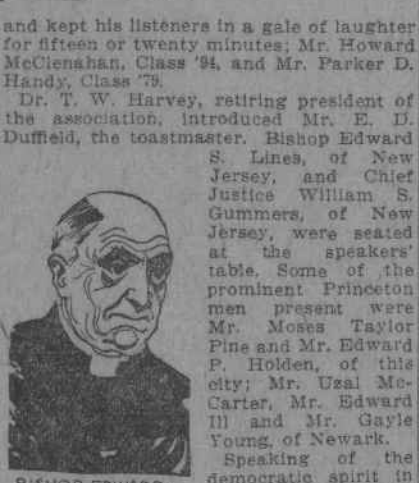 and kept his listeners in a gale of laughter
for fifteen or twenty minutes; Mr. Howard
McClenahan, Class '94, and Mr. Parker D.
Handy, Class '79.
Dr. T. W. Harvey, retiring president of
the association, introduced Mr. E. D.
Duffield, the toastmaster. Bishop Edward
S. Lines, of New
Jersey, and Chief
Justice William S.
Gummers, of New
Jersey, were seated
at the speakers'
table. Some of the
prominent Princeton
men present were
Mr. Moses Taylor
Pine and Mr. Edward
P. Holden, of this
city; Mr. Uzal Mc-
Carter, Mr. Edward
Ill and Mr. Gayle
Young, of Newark.
Speaking of the
democratic spirit in
BISHOP EDWARD